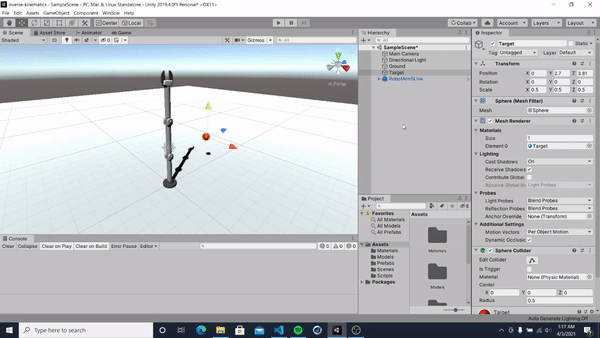 inverse-kinematics - SampleScene - PC, Mac & Linux Standalone - Unity 2019.4.0f1 Personal* <DX11>
File Edit Assets GameObject Component Window Help
Center Local
Collab Account Layers Layout
Scene Asset Store Animator
Shaded 2D Gizmos
Persp
Hierarchy
All
SampleScene*
Main Camera
Directional Light
Ground
Target
Inspector
Target Static
Tag Untagged Layer Default
Transform
Position X 0 Y 2.7 Z 3.81
Rotation X 0 Y 0 Z 0
Scale X 0.5 Y 0.5 Z 0.5
Sphere (Mesh Filter)
Mesh Sphere
Mesh Renderer
Materials
Size 1
Element 0 Target
Lighting
Cast Shadows On
Receive Shadows
Contribute Global
Receive Global Light Probes
Probes
Light Probes Blend Probes
Reflection Probes Blend Probes
Anchor Override None (Transform)
Additional Settings
Motion Vectors Per Object Motion
Dynamic Occlusic
Sphere Collider
Edit Collider
Is Trigger
Material None (Physic Material)
Center
X 0 Y 0 Z 0
Radius 0.5
Target
Project
Favorites
All Materials
All Models
All Prefabs
Assets
Materials
Models
Prefabs
Scenes
Scripts
Packages
Assets
Materials
Models
Console
Clear Collapse Clear on Play Clear on Build Error Pause Editor
0 0 0
Auto Generate Lighting Off
Type here to search
1:17 AM
4/3/2021